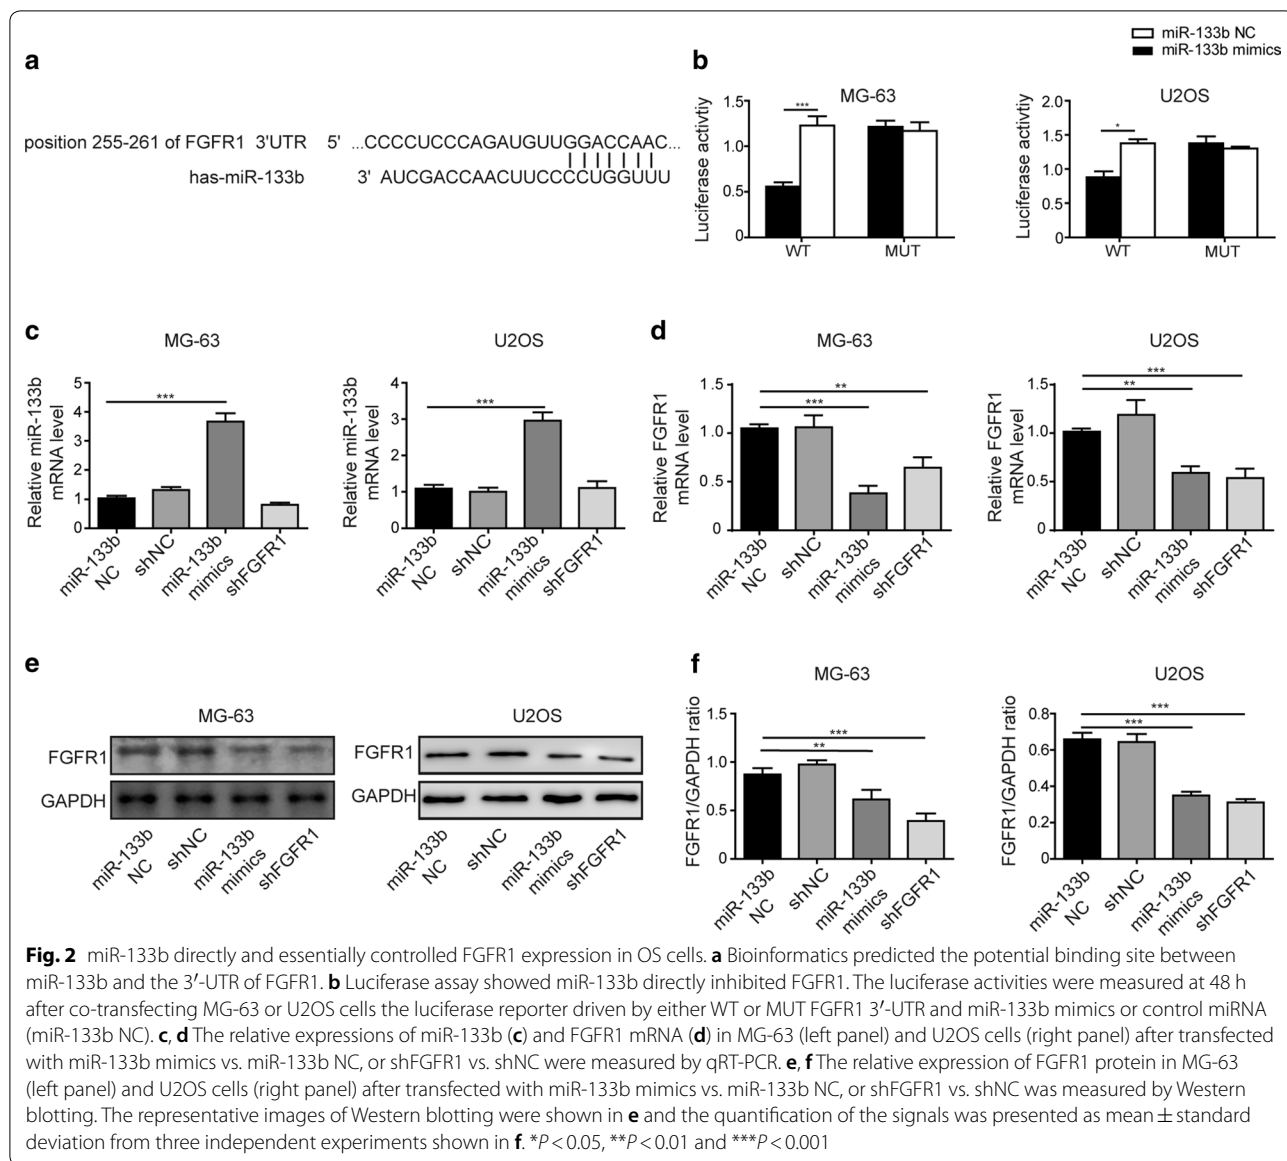 a
position 255-261 of FGFR1 3'UTR 5' ...CCCCUCCCAGAUGUUGGACCAAC...
has-miR-133b 3' AUCGACCAACUUCCCCUGGUUU
miR-133b NC
miR-133b mimics
b
MG-63
Luciferase activtiy
1.5
1.0
0.5
0
***
WT
MUT
U2OS
Luciferase activtiy
2.0
1.5
1.0
0.5
0
*
WT
MUT
c
MG-63
Relative miR-133b
mRNA level
5
4
3
2
1
0
***
miR-133b
NC
shNC
miR-133b
mimics
shFGFR1
U2OS
Relative miR-133b
mRNA level
4
3
2
1
0
***
miR-133b
NC
shNC
miR-133b
mimics
shFGFR1
d
MG-63
Relative FGFR1
mRNA level
1.5
1.0
0.5
0
**
***
miR-133b
NC
shNC
miR-133b
mimics
shFGFR1
U2OS
Relative FGFR1
mRNA level
1.5
1.0
0.5
0
***
**
miR-133b
NC
shNC
miR-133b
mimics
shFGFR1
e
MG-63
FGFR1
GAPDH
miR-133b
NC
shNC
miR-133b
mimics
shFGFR1
U2OS
FGFR1
GAPDH
miR-133b
NC
shNC
miR-133b
mimics
shFGFR1
f
MG-63
FGFR1/GAPDH ratio
1.5
1.0
0.5
0
***
**
miR-133b
NC
shNC
miR-133b
mimics
shFGFR1
U2OS
FGFR1/GAPDH ratio
0.8
0.6
0.4
0.2
0
***
***
miR-133b
NC
shNC
miR-133b
mimics
shFGFR1
Fig. 2 miR-133b directly and essentially controlled FGFR1 expression in OS cells. a Bioinformatics predicted the potential binding site between
miR-133b and the 3′-UTR of FGFR1. b Luciferase assay showed miR-133b directly inhibited FGFR1. The luciferase activities were measured at 48 h
after co-transfecting MG-63 or U2OS cells the luciferase reporter driven by either WT or MUT FGFR1 3′-UTR and miR-133b mimics or control miRNA
(miR-133b NC). c, d The relative expressions of miR-133b (c) and FGFR1 mRNA (d) in MG-63 (left panel) and U2OS cells (right panel) after transfected
with miR-133b mimics vs. miR-133b NC, or shFGFR1 vs. shNC were measured by qRT-PCR. e, f The relative expression of FGFR1 protein in MG-63
(left panel) and U2OS cells (right panel) after transfected with miR-133b mimics vs. miR-133b NC, or shFGFR1 vs. shNC was measured by Western
blotting. The representative images of Western blotting were shown in e and the quantification of the signals was presented as mean ± standard
deviation from three independent experiments shown in f. *P < 0.05, **P < 0.01 and ***P < 0.001